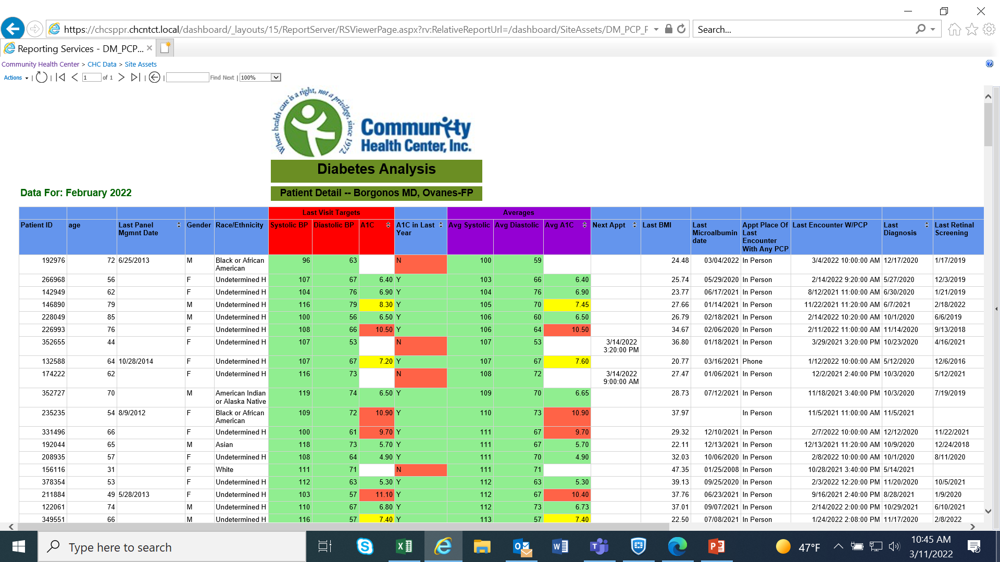 https://chcsppr.chcntct.local/dashboard/_layouts/15/ReportServer/RSViewerPage.aspx?rv:RelativeReportUrl=/dashboard/SiteAssets/DM_PCP_F
Search...
Reporting Services - DM_PCP...
Community Health Center > CHC Data > Site Assets
Actions | | 1 of 1 | | Find Next | 100%
Where health care is a right, not a privilege, since 1972
Community
Health Center, Inc.
Diabetes Analysis
Data For: February 2022
Patient Detail -- Borgonos MD, Ovanes-FP
Last Visit Targets Averages
Patient ID age Last Panel Mgmnt Date Gender Race/Ethnicity Systolic BP Diastolic BP A1C A1C in Last Year Avg Systolic Avg Diastolic Avg A1C Next Appt Last BMI Last Microalbumin date Appt Place Of Last Encounter With Any PCP Last Encounter W/PCP Last Diagnosis Last Retinal Screening
192976 72 6/25/2013 M Black or African American 96 63 N 100 59 24.48 03/04/2022 In Person 3/4/2022 10:00:00 AM 12/17/2020 1/17/2019
266968 56 F Undetermined H 107 67 6.40 Y 103 66 6.40 25.74 05/29/2020 In Person 2/14/2022 9:20:00 AM 5/27/2020 12/3/2019
142949 62 F Undetermined H 104 76 6.90 Y 104 76 6.90 23.77 06/17/2021 In Person 8/12/2021 11:00:00 AM 6/30/2020 1/21/2019
146890 79 M Undetermined H 116 79 8.30 Y 105 70 7.45 27.66 01/14/2021 In Person 11/22/2021 11:20:00 AM 6/7/2021 2/18/2022
228049 85 M Undetermined H 100 56 6.50 Y 106 60 6.50 26.79 02/18/2021 In Person 2/14/2022 10:20:00 AM 10/1/2020 6/6/2019
226993 76 F Undetermined H 108 66 10.50 Y 106 64 10.50 34.67 02/06/2020 In Person 2/11/2022 11:00:00 AM 11/14/2020 9/13/2018
352655 44 F Undetermined H 107 53 N 107 53 3/14/2022 3:20:00 PM 36.80 01/18/2021 In Person 3/29/2021 3:20:00 PM 10/23/2020 4/16/2021
132588 64 10/28/2014 F Undetermined H 107 67 7.20 Y 107 67 7.60 20.77 03/16/2021 Phone 1/12/2022 10:00:00 AM 5/12/2020 12/6/2016
174222 62 F Undetermined H 116 73 N 108 72 3/14/2022 9:00:00 AM 27.47 01/06/2021 In Person 12/2/2021 2:40:00 PM 10/3/2020 5/12/2021
352727 70 M American Indian or Alaska Native 119 74 6.50 Y 109 70 6.65 28.73 07/12/2021 In Person 11/18/2021 3:40:00 PM 10/3/2020 7/19/2019
235235 54 8/9/2012 F Black or African American 109 72 10.90 Y 110 73 10.90 37.97 In Person 11/5/2021 11:00:00 AM 11/5/2021
331496 66 F Undetermined H 100 61 9.70 Y 111 67 9.70 29.32 12/10/2021 In Person 2/7/2022 10:00:00 AM 12/12/2020 11/22/2021
192044 65 M Asian 118 73 5.70 Y 111 67 5.70 22.11 12/13/2021 In Person 12/13/2021 11:20:00 AM 10/9/2020 12/24/2018
208935 57 F Undetermined H 108 64 4.90 Y 111 70 4.90 32.03 10/06/2020 In Person 2/8/2022 10:00:00 AM 10/1/2020 8/11/2020
156116 31 F White 111 71 N 111 71 47.35 01/25/2008 In Person 10/28/2021 3:40:00 PM 5/14/2021
378354 53 F Undetermined H 112 63 5.30 Y 112 63 5.30 39.13 09/25/2020 In Person 2/3/2022 12:20:00 PM 11/20/2020 10/5/2021
211884 49 5/28/2013 F Undetermined H 103 57 11.10 Y 112 67 10.40 37.76 06/23/2021 In Person 9/16/2021 2:40:00 PM 8/28/2021 1/9/2020
122061 74 M Undetermined H 110 67 6.80 Y 112 73 6.73 37.01 09/07/2021 In Person 2/14/2022 2:00:00 PM 10/29/2021 6/10/2021
349551 66 M Undetermined H 116 57 7.40 Y 113 57 7.40 22.50 07/08/2021 In Person 1/24/2022 2:08:00 PM 11/17/2020 2/8/2022
Type here to search
47°F
10:45 AM
3/11/2022